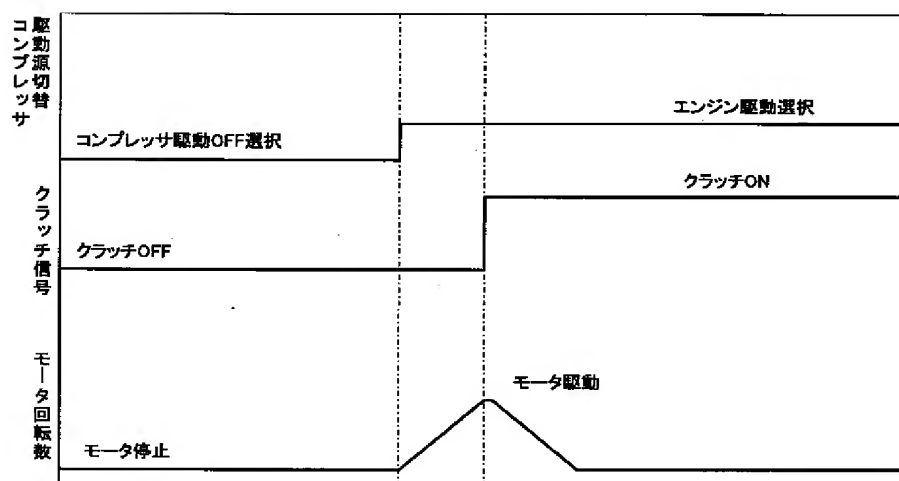 コンプレッサ
駆動源切替
エンジン駆動選択
コンプレッサ駆動OFF選択
クラッチ信号
クラッチON
クラッチOFF
モータ回転数
モータ駆動
モータ停止